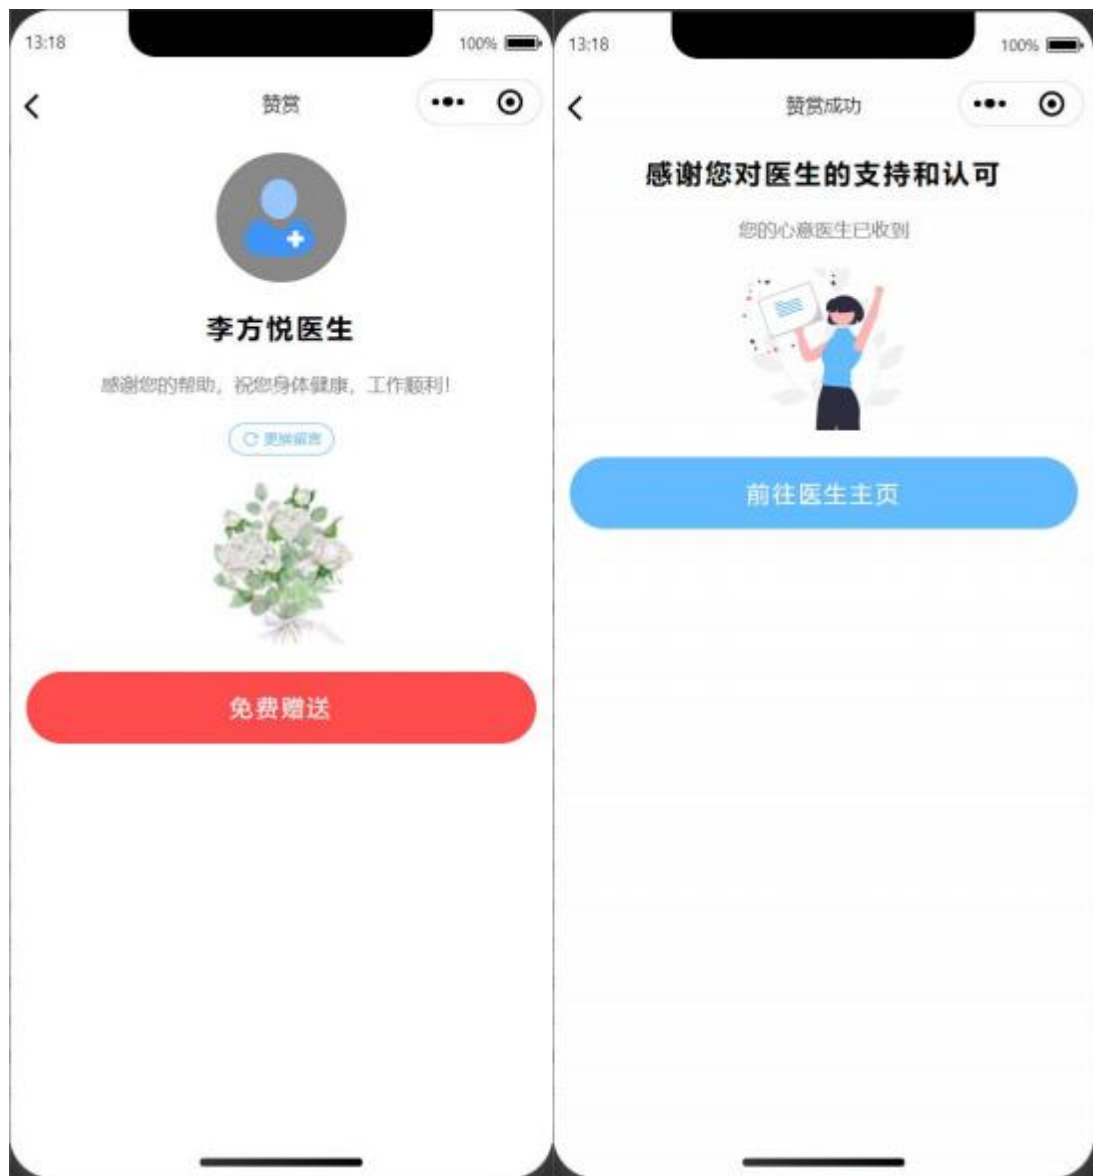 13:18
100%
赞赏
李方悦医生
感谢您的帮助，祝您身体健康，工作顺利！
更换留言
免费赠送
13:18
100%
赞赏成功
感谢您对医生的支持和认可
您的心意医生已收到
前往医生主页